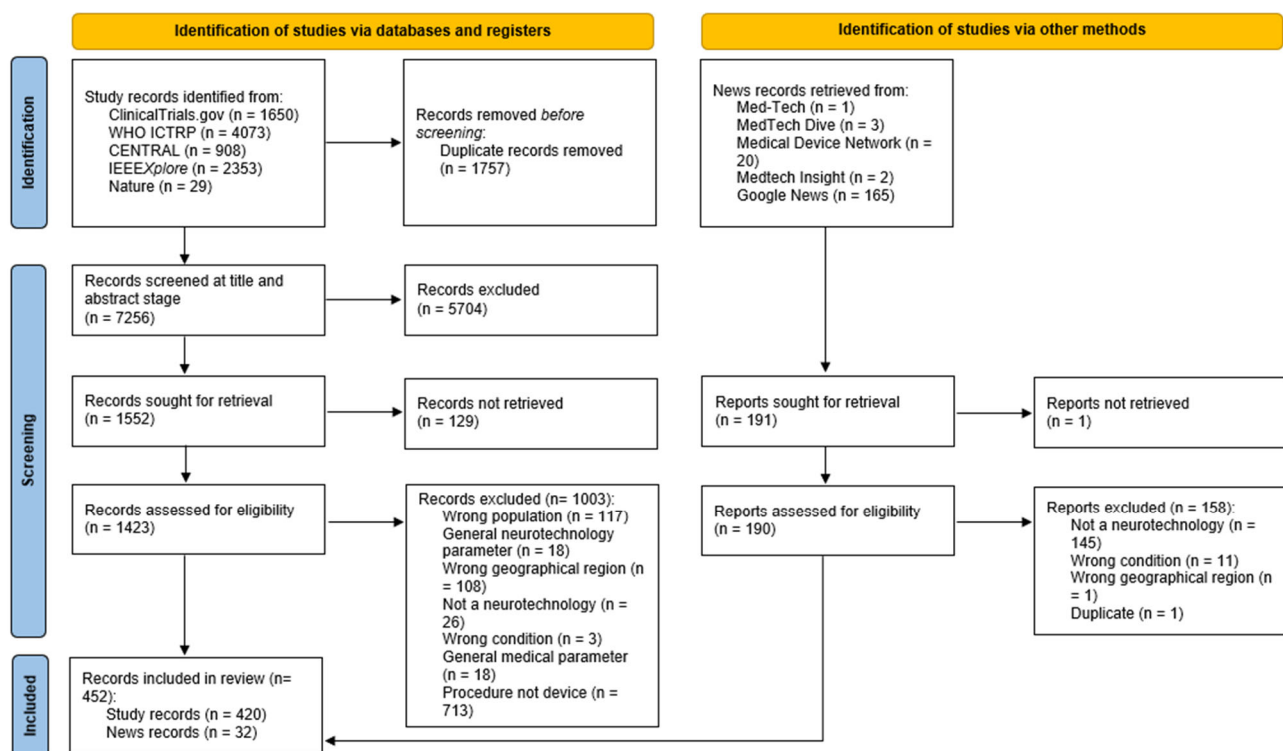 Identification of studies via databases and registers
Identification of studies via other methods
Identification
Study records identified from:
ClinicalTrials.gov (n = 1650)
WHO ICTRP (n = 4073)
CENTRAL (n = 908)
IEEEXplore (n = 2353)
Nature (n = 29)
Records removed before
screening:
Duplicate records removed
(n = 1757)
News records retrieved from:
Med-Tech (n = 1)
MedTech Dive (n = 3)
Medical Device Network (n =
20)
Medtech Insight (n = 2)
Google News (n = 165)
Screening
Records screened at title and
abstract stage
(n = 7256)
Records excluded
(n = 5704)
Records sought for retrieval
(n = 1552)
Records not retrieved
(n = 129)
Reports sought for retrieval
(n = 191)
Reports not retrieved
(n = 1)
Records assessed for eligibility
(n = 1423)
Records excluded (n= 1003):
Wrong population (n = 117)
General neurotechnology
parameter (n = 18)
Wrong geographical region (n
= 108)
Not a neurotechnology (n =
26)
Wrong condition (n = 3)
General medical parameter
(n = 18)
Procedure not device (n =
713)
Reports assessed for eligibility
(n = 190)
Reports excluded (n = 158):
Not a neurotechnology (n =
145)
Wrong condition (n = 11)
Wrong geographical region (n
= 1)
Duplicate (n = 1)
Included
Records included in review (n=
452):
Study records (n = 420)
News records (n = 32)